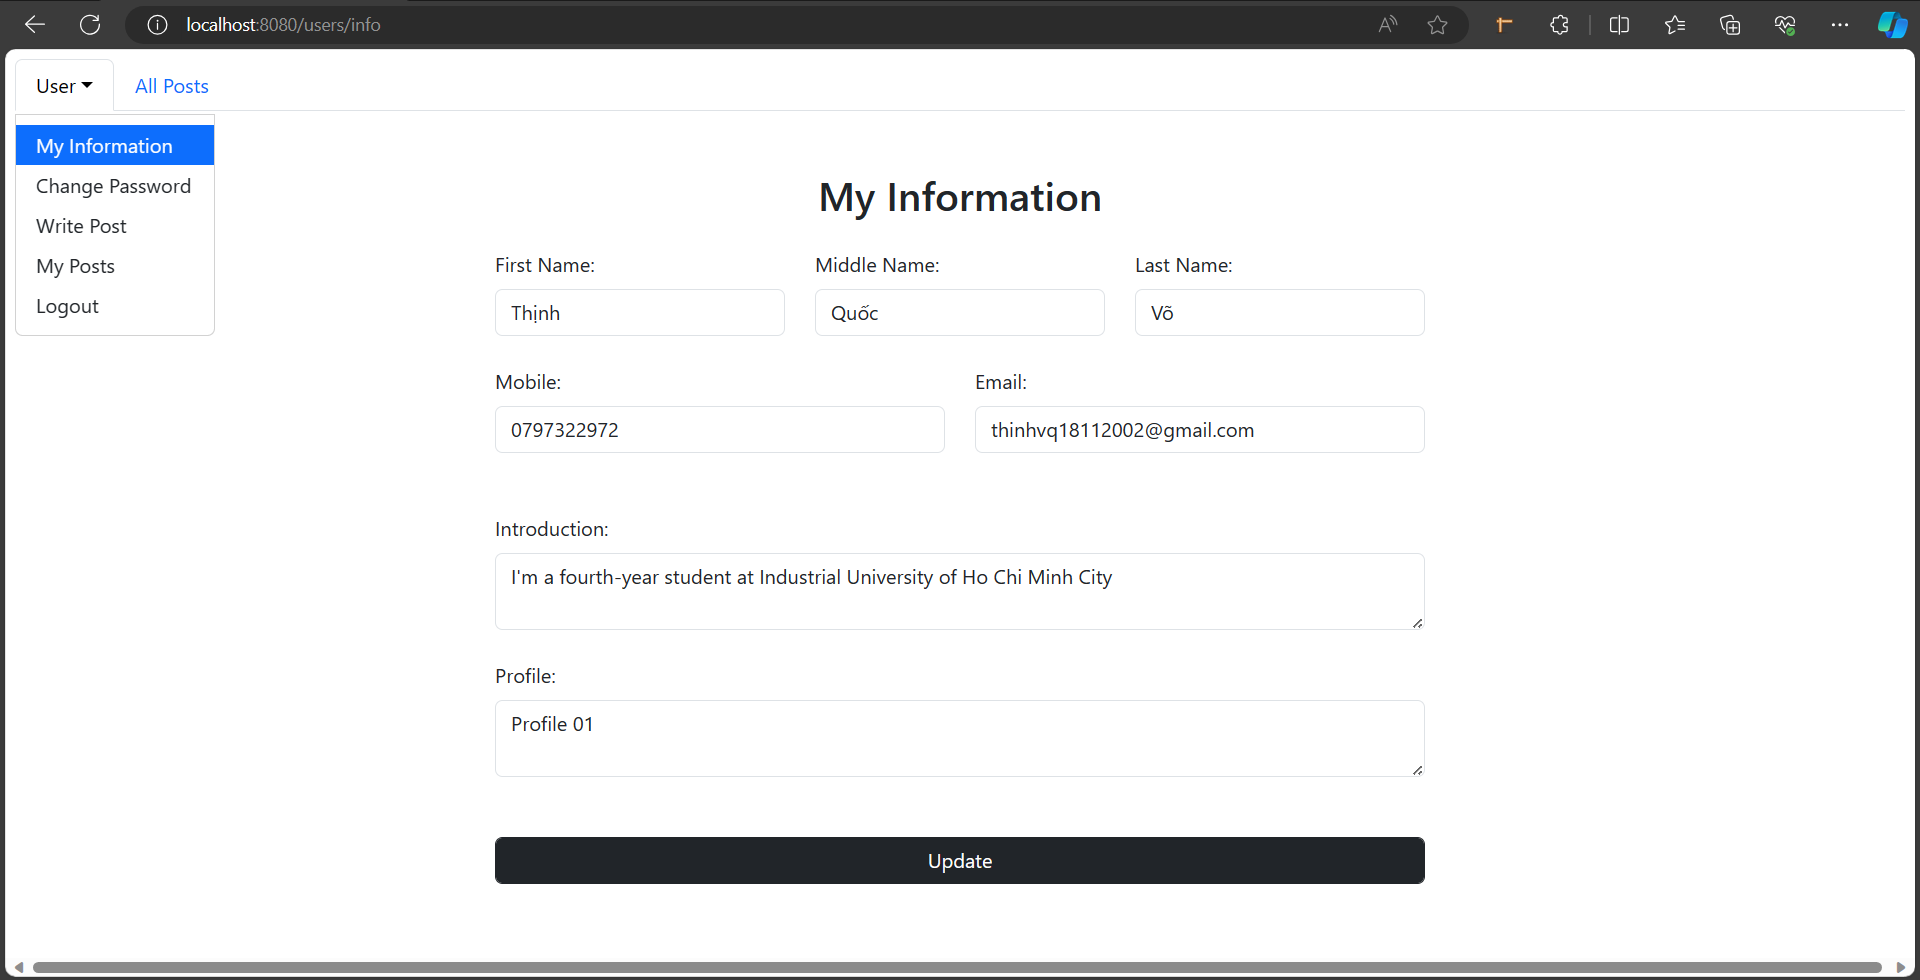 localhost:8080/users/info
User All Posts
My Information
Change Password
Write Post
My Posts
Logout
My Information
First Name: Middle Name: Last Name:
Thịnh Quốc Võ
Mobile: Email:
0797322972 thinhvq18112002@gmail.com
Introduction:
I'm a fourth-year student at Industrial University of Ho Chi Minh City
Profile:
Profile 01
Update